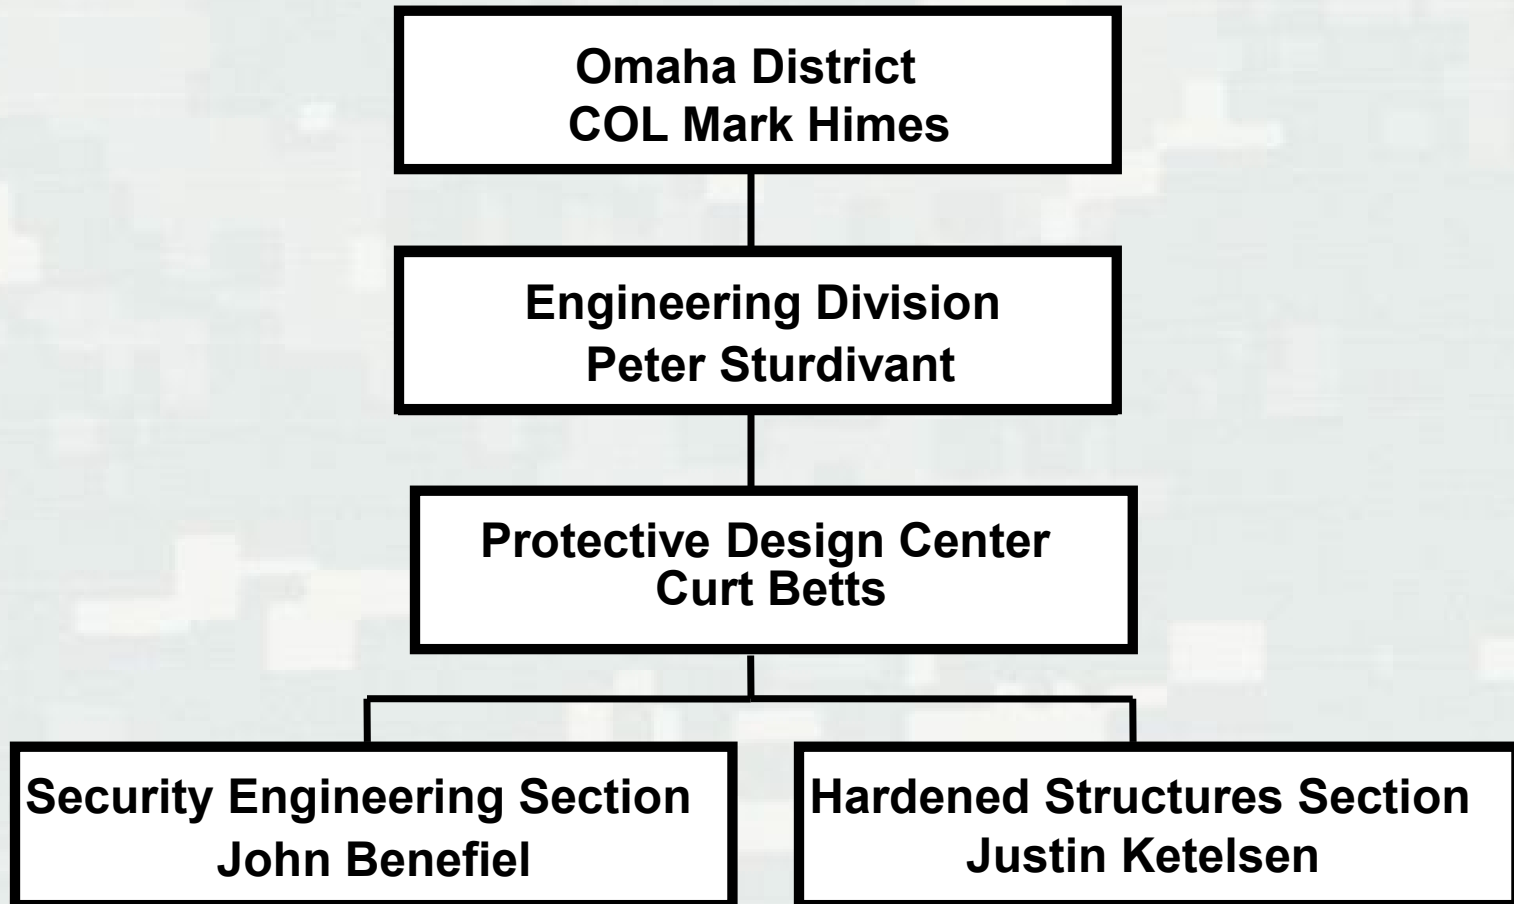 Omaha District
COL Mark Himes
Engineering Division
Peter Sturdivant
Protective Design Center
Curt Betts
Security Engineering Section
John Benefiel
Hardened Structures Section
Justin Ketelsen